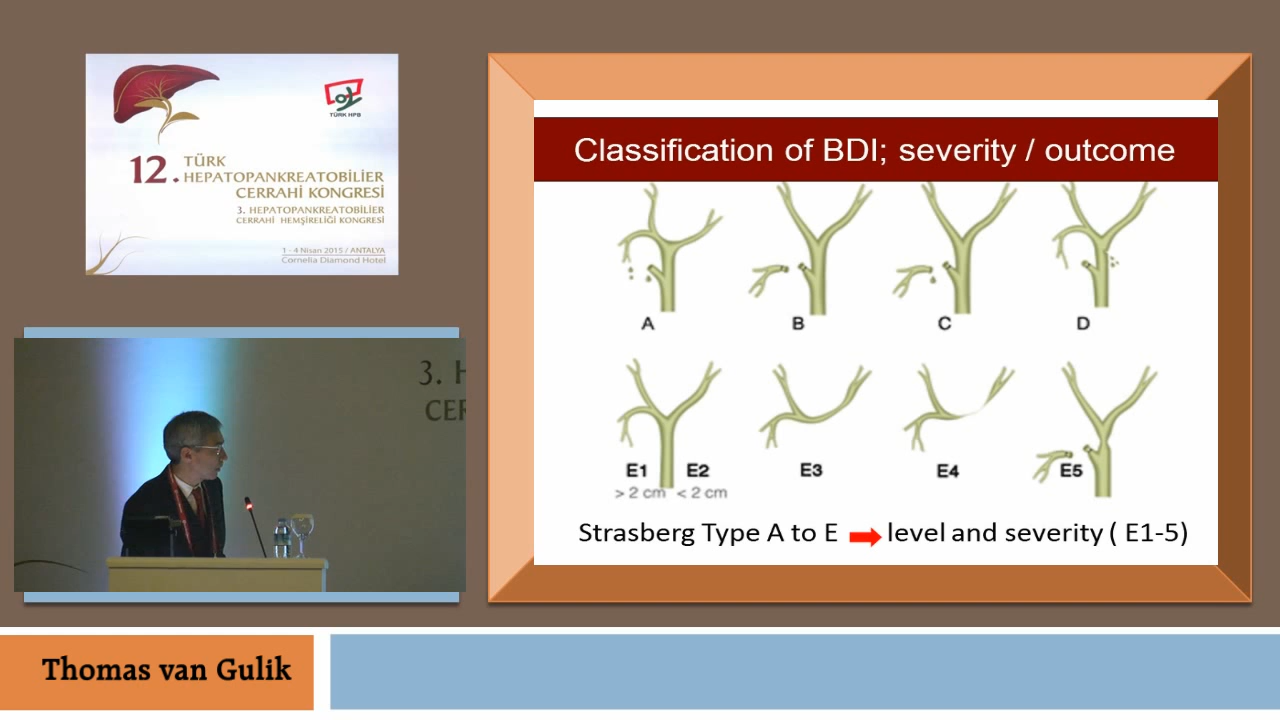 TÜRK HPB
12. TÜRK
HEPATOPANKREATOBİLİER
CERRAHİ KONGRESİ
3. HEPATOPANKREATOBİLİER
CERRAHİ HEMŞİRELİĞİ KONGRESİ
1 - 4 Nisan 2015 / ANTALYA
Cornelia Diamond Hotel
3. H
CER
Classification of BDI; severity / outcome
A B C D
E1 E2 E3 E4 E5
> 2 cm < 2 cm
Strasberg Type A to E level and severity ( E1-5)
Thomas van Gulik